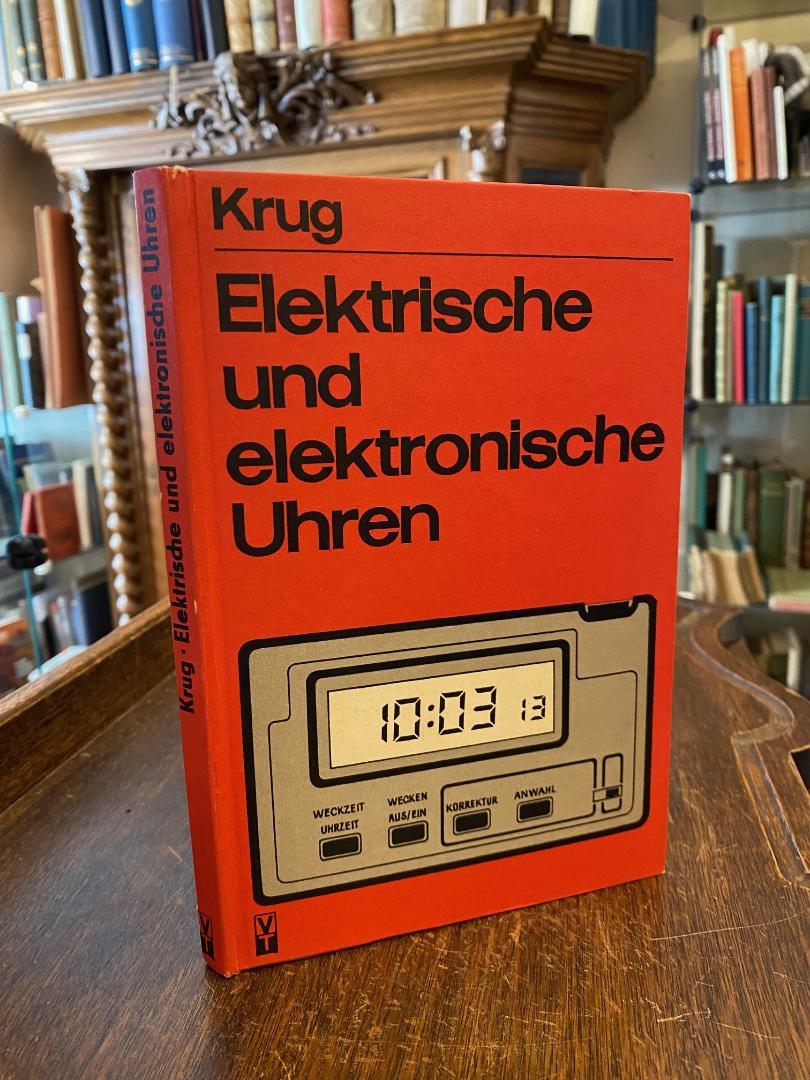 Krug
Elektrische
und
elektronische
Uhren
10:03 13
WECKZEIT
UHRZEIT
WECKEN
AUS/EIN
KORREKTUR
ANWAHL
VT
Krug · Elektrische und elektronische Uhren
VT